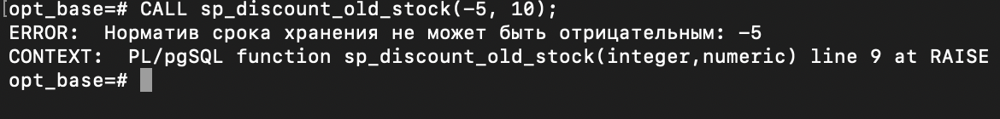 opt_base=# CALL sp_discount_old_stock(-5, 10);
ERROR:  Норматив срока хранения не может быть отрицательным: -5
CONTEXT:  PL/pgSQL function sp_discount_old_stock(integer,numeric) line 9 at RAISE
opt_base=#